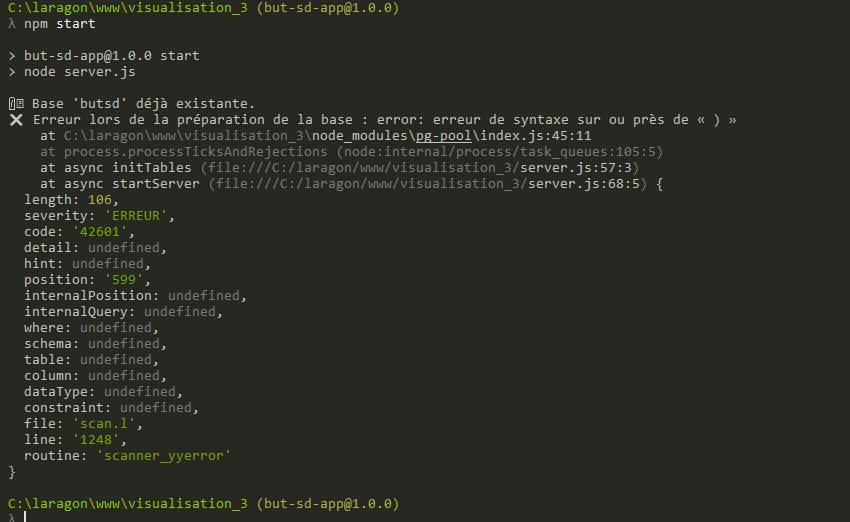 C:\laragon\www\visualisation_3 (but-sd-app@1.0.0)
λ npm start
> but-sd-app@1.0.0 start
> node server.js
Base 'butsd' déjà existante.
❌ Erreur lors de la préparation de la base : error: erreur de syntaxe sur ou près de « ) »
at C:\laragon\www\visualisation_3\node_modules\pg-pool\index.js:45:11
at process.processTicksAndRejections (node:internal/process/task_queues:105:5)
at async initTables (file:///C:/laragon/www/visualisation_3/server.js:57:3)
at async startServer (file:///C:/laragon/www/visualisation_3/server.js:68:5) {
length: 106,
severity: 'ERREUR',
code: '42601',
detail: undefined,
hint: undefined,
position: '599',
internalPosition: undefined,
internalQuery: undefined,
where: undefined,
schema: undefined,
table: undefined,
column: undefined,
dataType: undefined,
constraint: undefined,
file: 'scan.l',
line: '1248',
routine: 'scanner_yyerror'
}
C:\laragon\www\visualisation_3 (but-sd-app@1.0.0)
λ